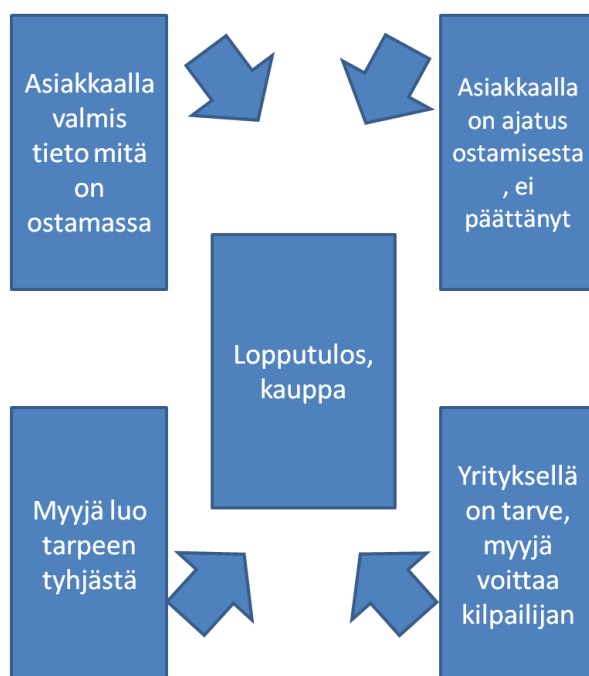 Asiakkaalla
valmis
tieto mitä
on
ostamassa
Asiakkaalla
on ajatus
ostamisesta
, ei
päättänyt
Lopputulos,
kauppa
Myyjä luo
tarpeen
tyhjästä
Yrityksellä
on tarve,
myyjä
voittaa
kilpailijan